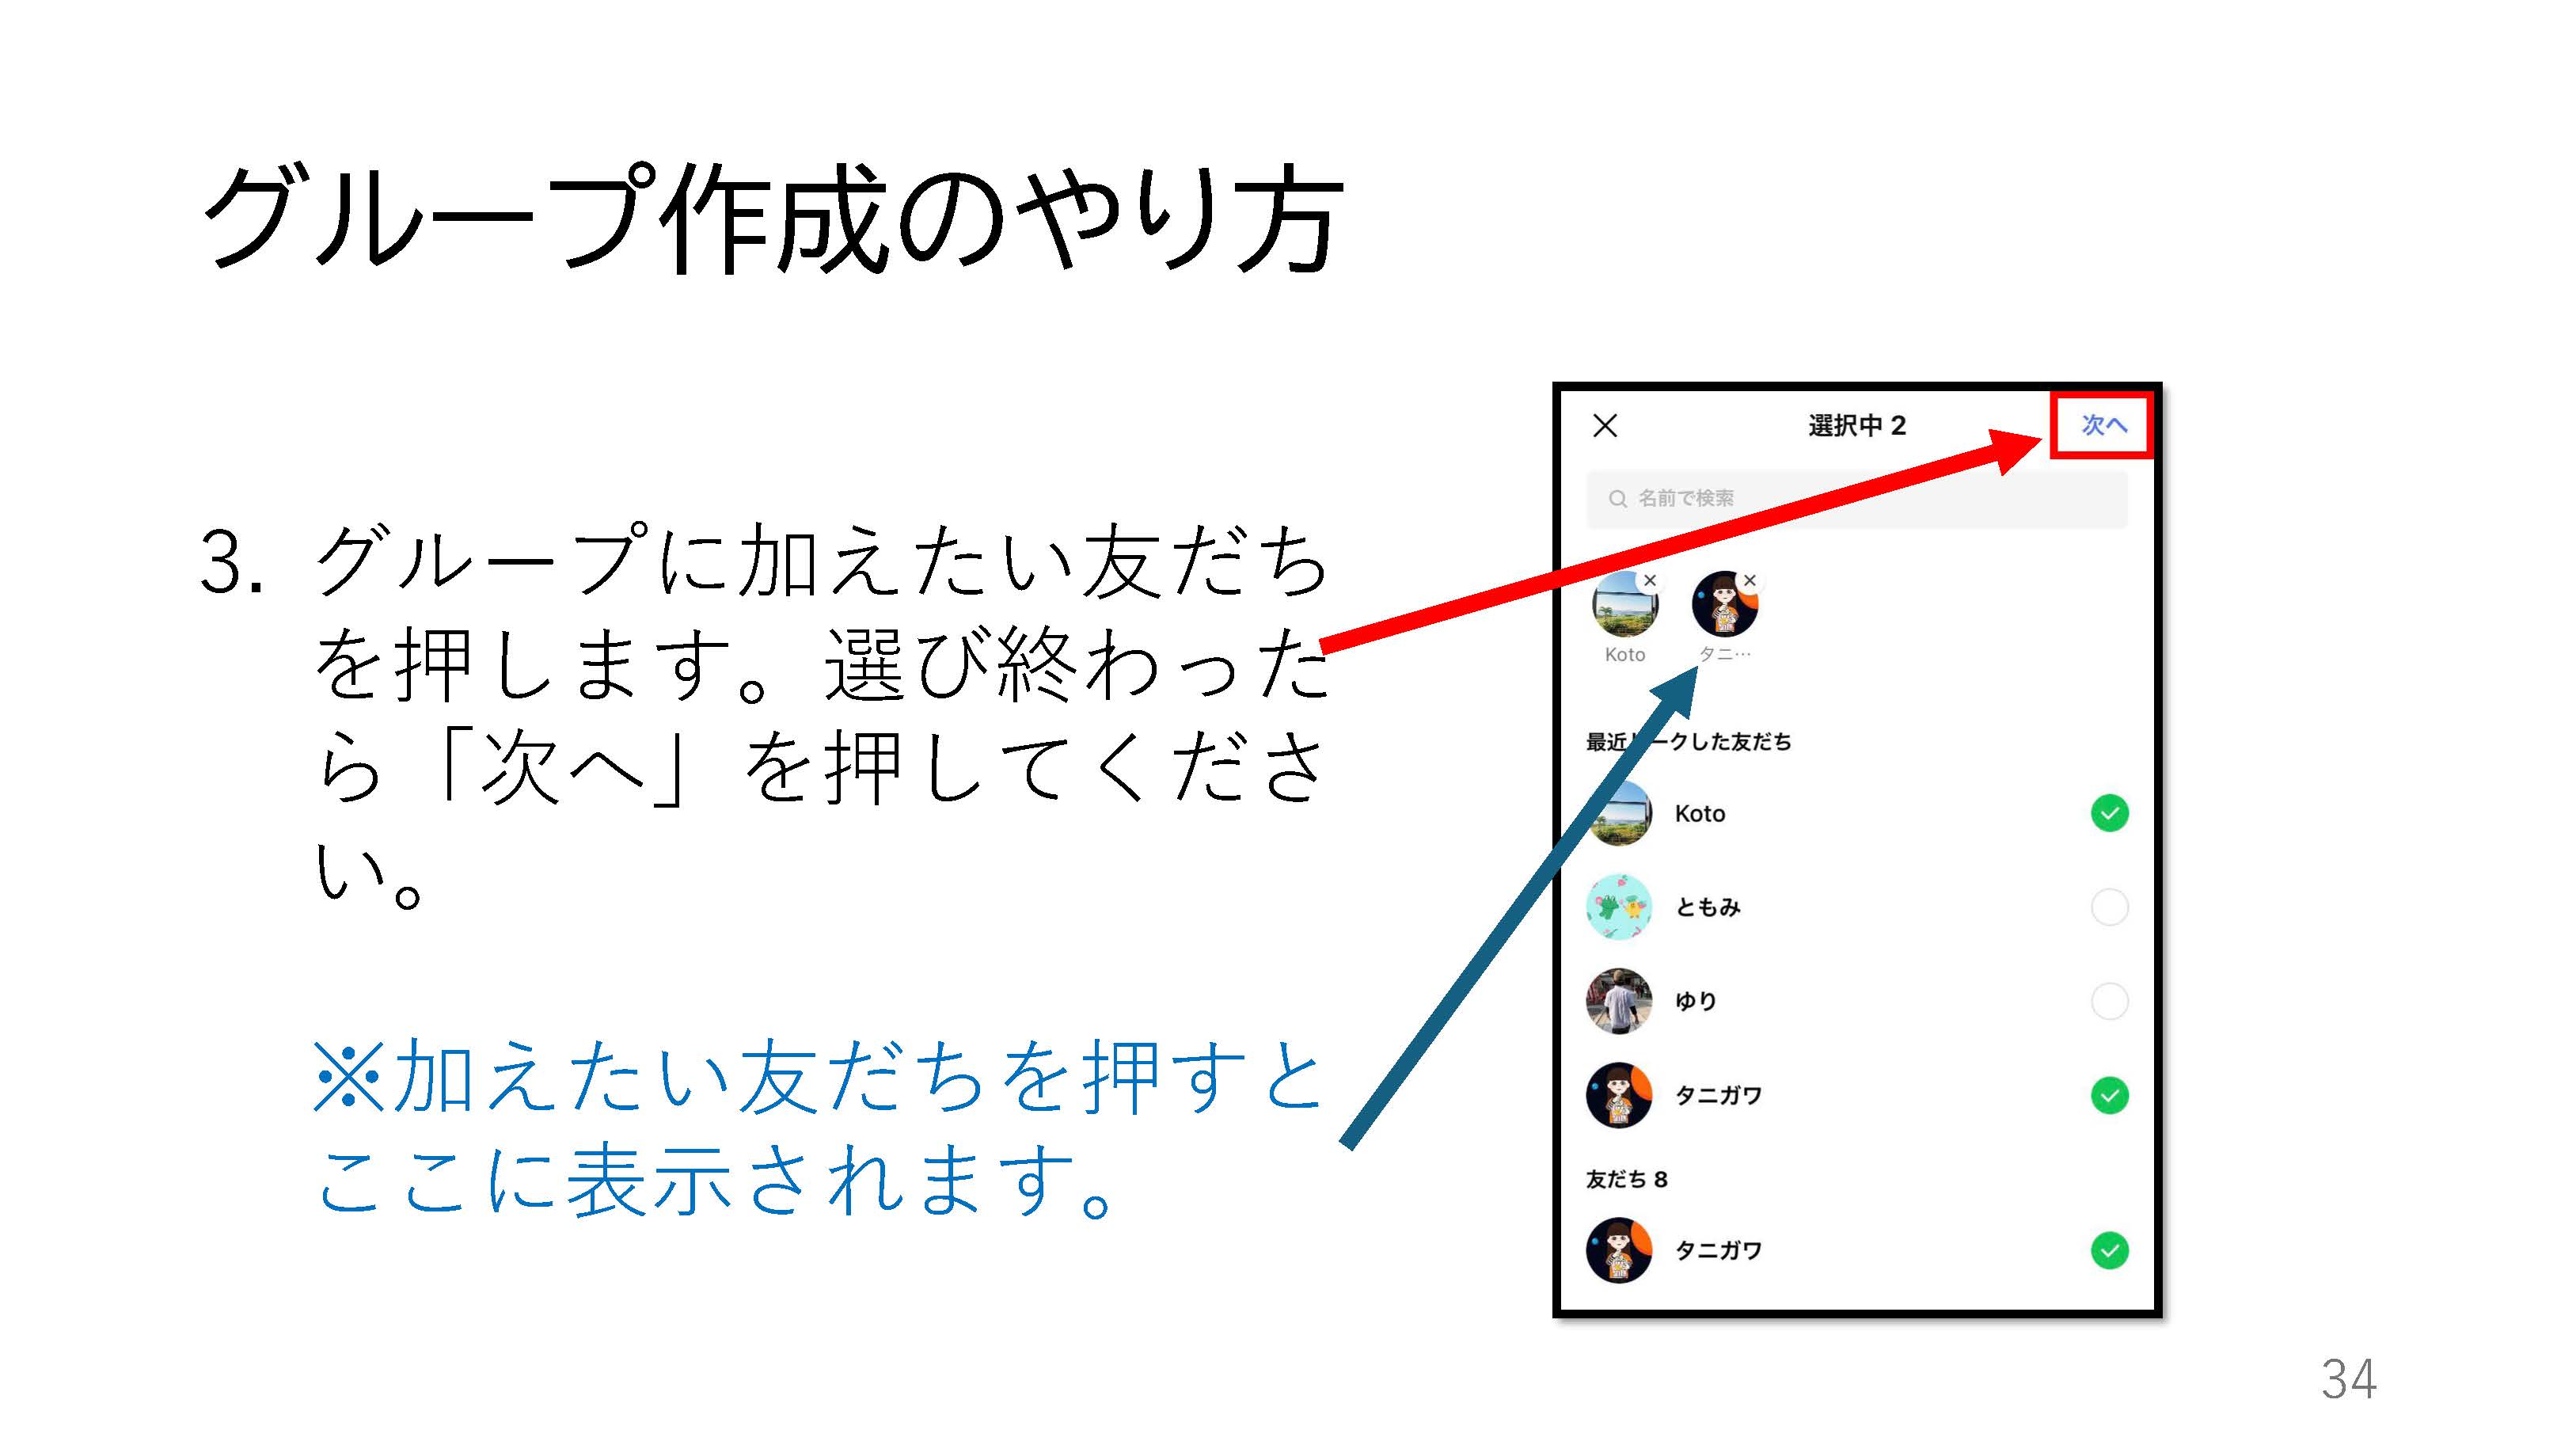 グループ作成のやり方
3. グループに加えたい友だち
を押します。選び終わった
ら「次へ」を押してくださ
い。
※加えたい友だちを押すと
ここに表示されます。
選択中 2
次へ
名前で検索
Koto
タニ…
最近トークした友だち
Koto
ともみ
ゆり
タニガワ
友だち 8
タニガワ
34